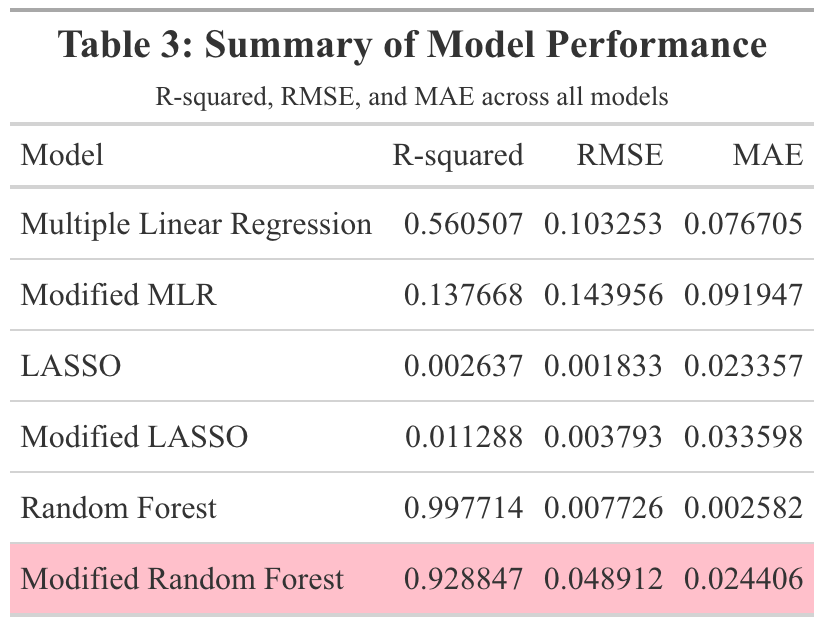 Table 3: Summary of Model Performance
R-squared, RMSE, and MAE across all models
Model R-squared RMSE MAE
Multiple Linear Regression 0.560507 0.103253 0.076705
Modified MLR 0.137668 0.143956 0.091947
LASSO 0.002637 0.001833 0.023357
Modified LASSO 0.011288 0.003793 0.033598
Random Forest 0.997714 0.007726 0.002582
Modified Random Forest 0.928847 0.048912 0.024406